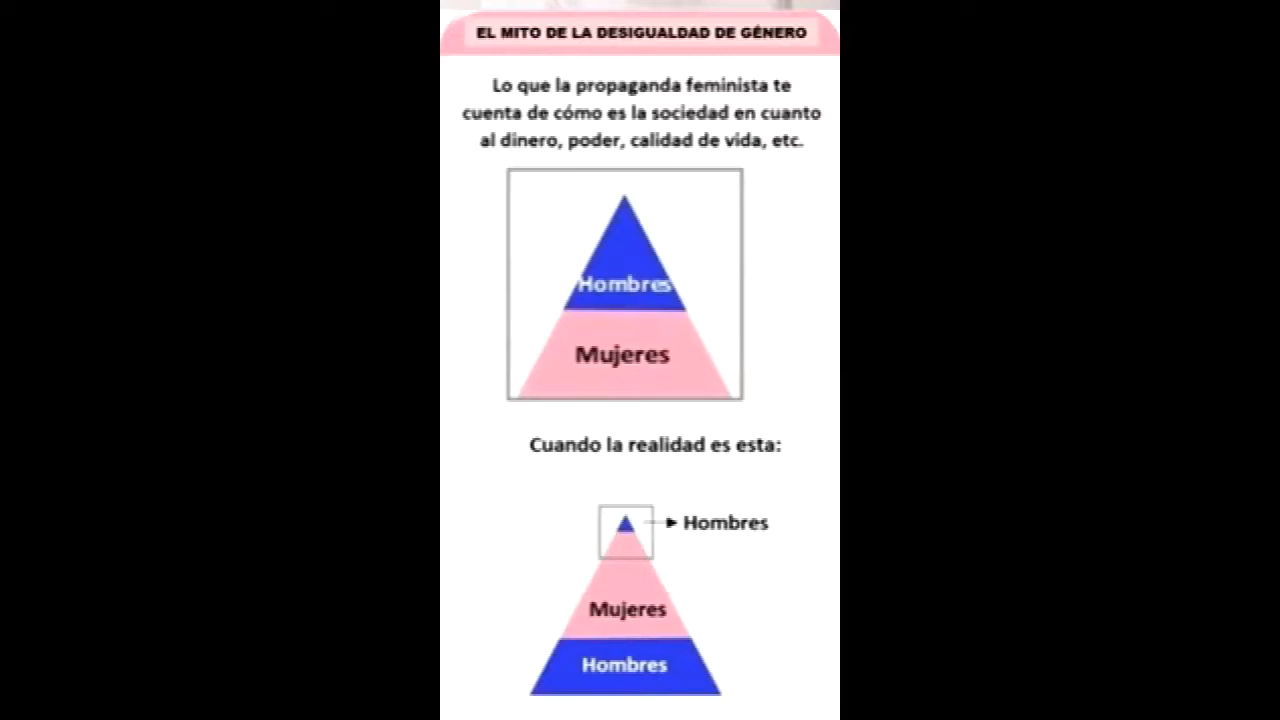 EL MITO DE LA DESIGUALDAD DE GÉNERO
Lo que la propaganda feminista te
cuenta de cómo es la sociedad en cuanto
al dinero, poder, calidad de vida, etc.
Hombres
Mujeres
Cuando la realidad es esta:
Hombres
Mujeres
Hombres